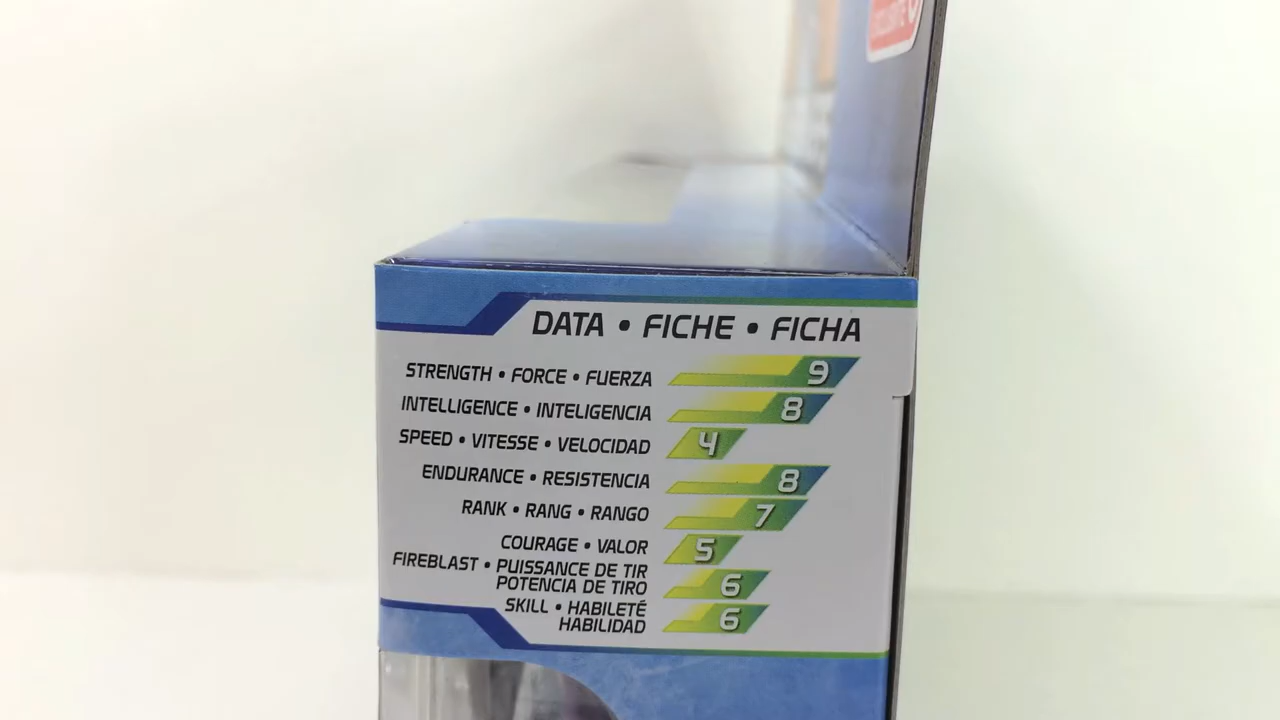 DATA • FICHE • FICHA
STRENGTH • FORCE • FUERZA 9
INTELLIGENCE • INTELIGENCIA 8
SPEED • VITESSE • VELOCIDAD 4
ENDURANCE • RESISTENCIA 8
RANK • RANG • RANGO 7
COURAGE • VALOR 5
FIREBLAST • PUISSANCE DE TIR
POTENCIA DE TIRO 6
SKILL • HABILETÉ
HABILIDAD 6